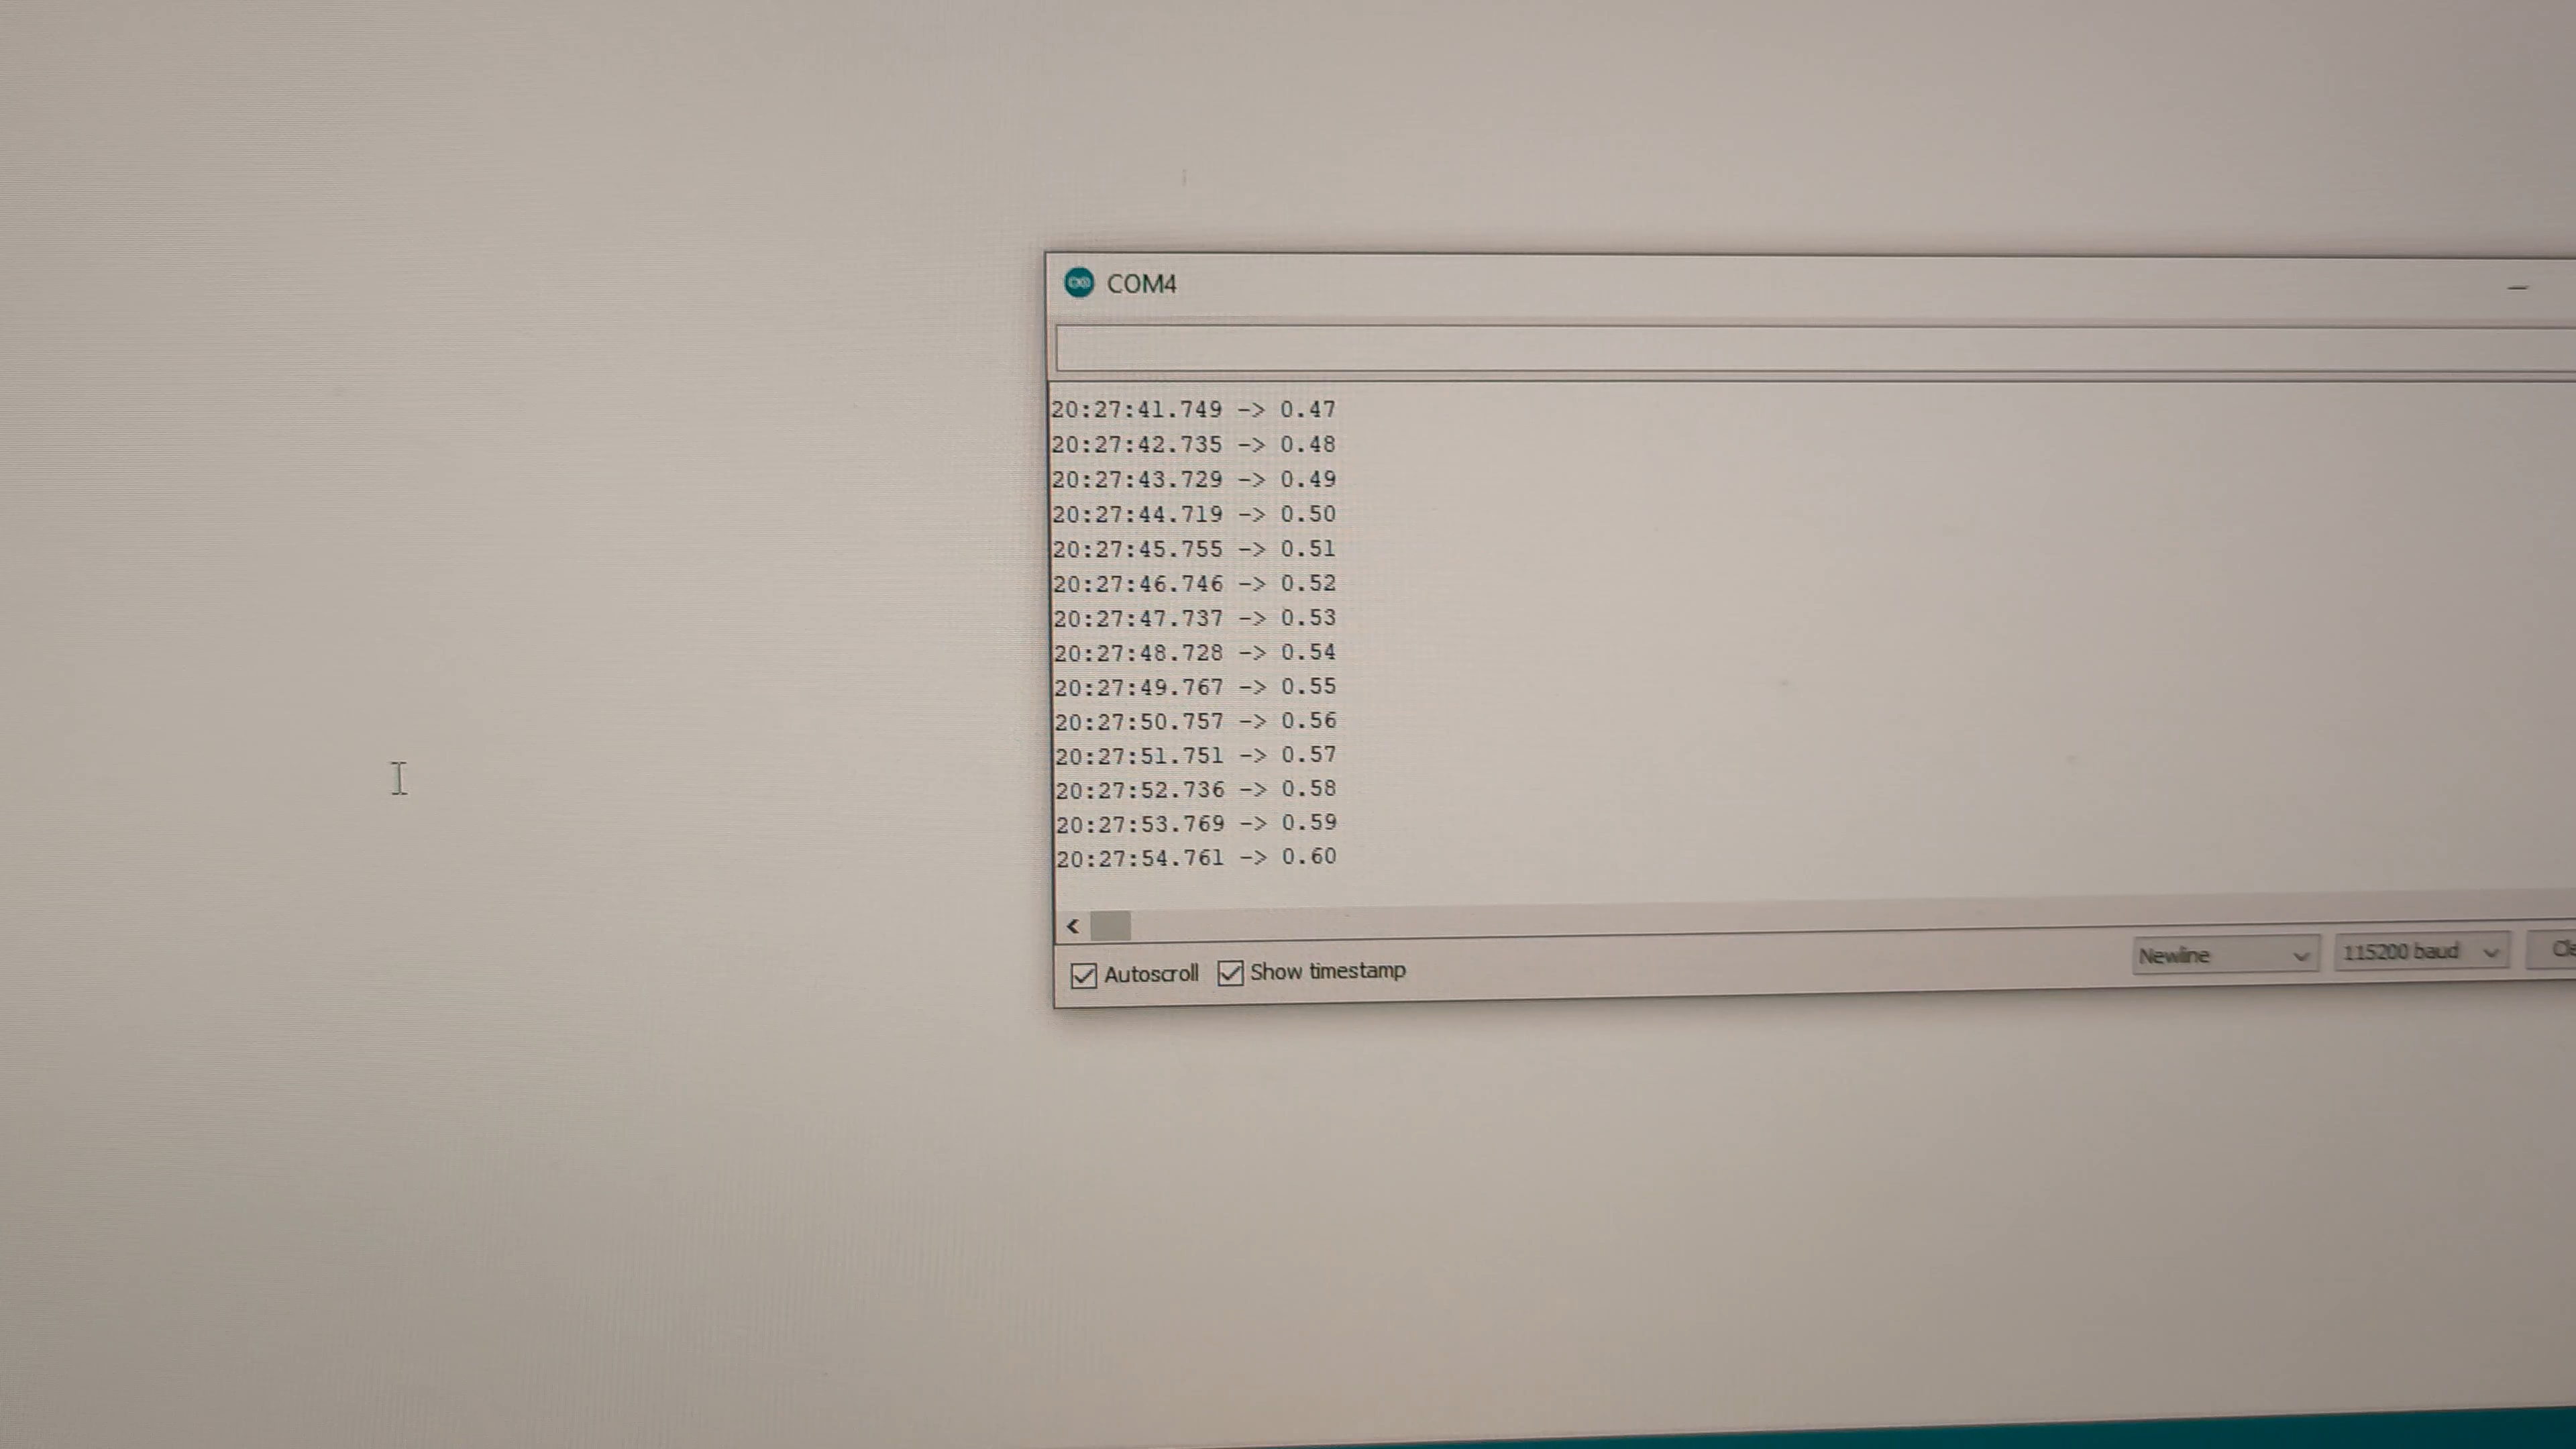 COM4
20:27:41.749 -> 0.47
20:27:42.735 -> 0.48
20:27:43.729 -> 0.49
20:27:44.719 -> 0.50
20:27:45.755 -> 0.51
20:27:46.746 -> 0.52
20:27:47.737 -> 0.53
20:27:48.728 -> 0.54
20:27:49.767 -> 0.55
20:27:50.757 -> 0.56
20:27:51.751 -> 0.57
20:27:52.736 -> 0.58
20:27:53.769 -> 0.59
20:27:54.761 -> 0.60
Autoscroll Show timestamp Newline 115200 baud